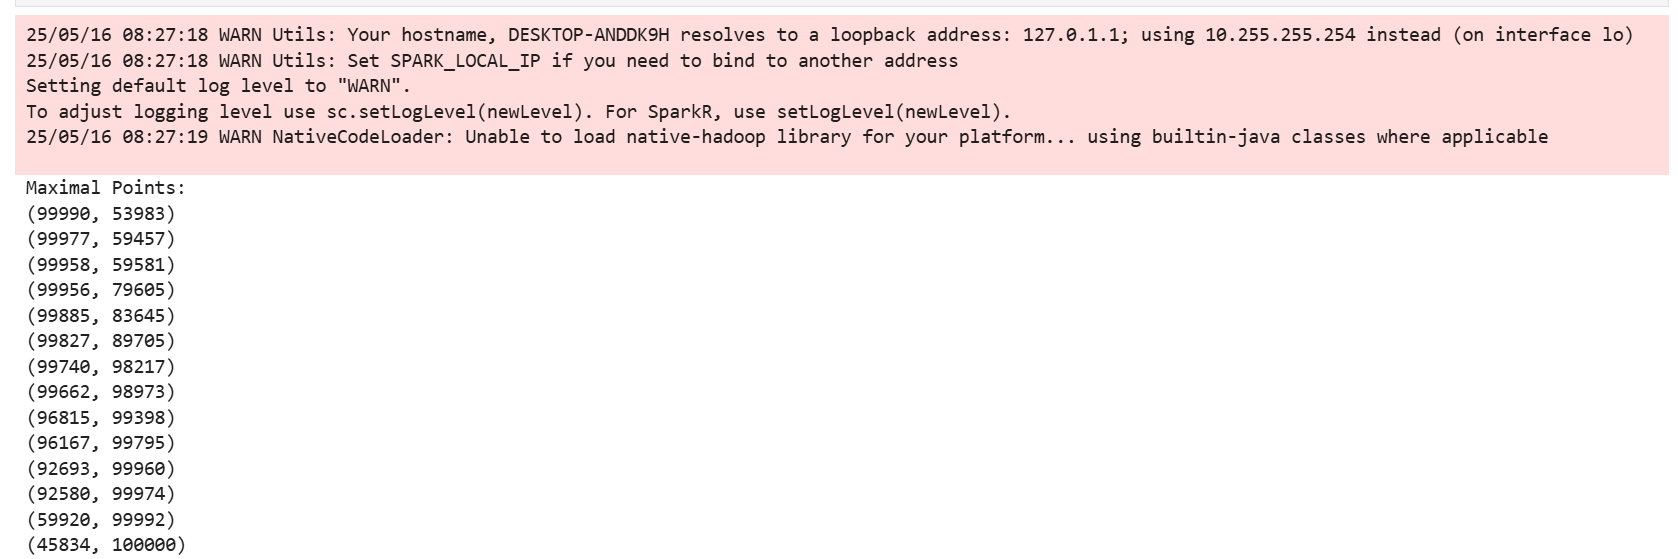 25/05/16 08:27:18 WARN Utils: Your hostname, DESKTOP-ANDDK9H resolves to a loopback address: 127.0.1.1; using 10.255.255.254 instead (on interface lo)
25/05/16 08:27:18 WARN Utils: Set SPARK_LOCAL_IP if you need to bind to another address
Setting default log level to "WARN".
To adjust logging level use sc.setLogLevel(newLevel). For SparkR, use setLogLevel(newLevel).
25/05/16 08:27:19 WARN NativeCodeLoader: Unable to load native-hadoop library for your platform... using builtin-java classes where applicable
Maximal Points:
(99990, 53983)
(99977, 59457)
(99958, 59581)
(99956, 79605)
(99885, 83645)
(99827, 89705)
(99740, 98217)
(99662, 98973)
(96815, 99398)
(96167, 99795)
(92693, 99960)
(92580, 99974)
(59920, 99992)
(45834, 100000)